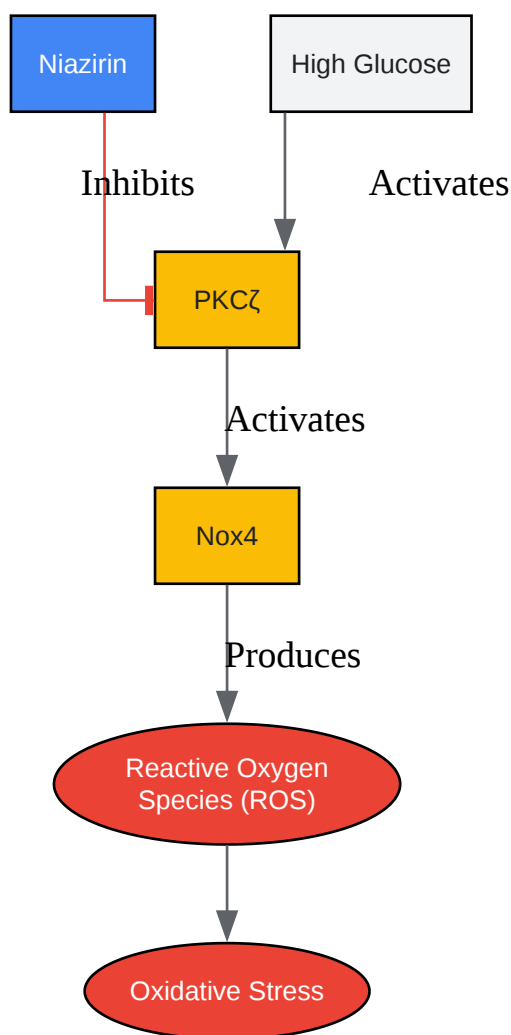 Niazirin
High Glucose
Inhibits
Activates
PKCζ
Activates
Nox4
Produces
Reactive Oxygen
Species (ROS)
Oxidative Stress